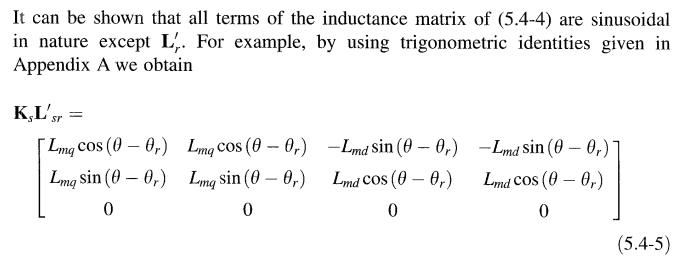 It can be shown that all terms of the inductance matrix of (5.4-4) are sinusoidal
in nature except L′r. For example, by using trigonometric identities given in
Appendix A we obtain
KsL′sr =
Lmq cos (θ − θr) Lmq cos (θ − θr) −Lmd sin (θ − θr) −Lmd sin (θ − θr)
Lmq sin (θ − θr) Lmq sin (θ − θr) Lmd cos (θ − θr) Lmd cos (θ − θr)
0 0 0 0
(5.4-5)